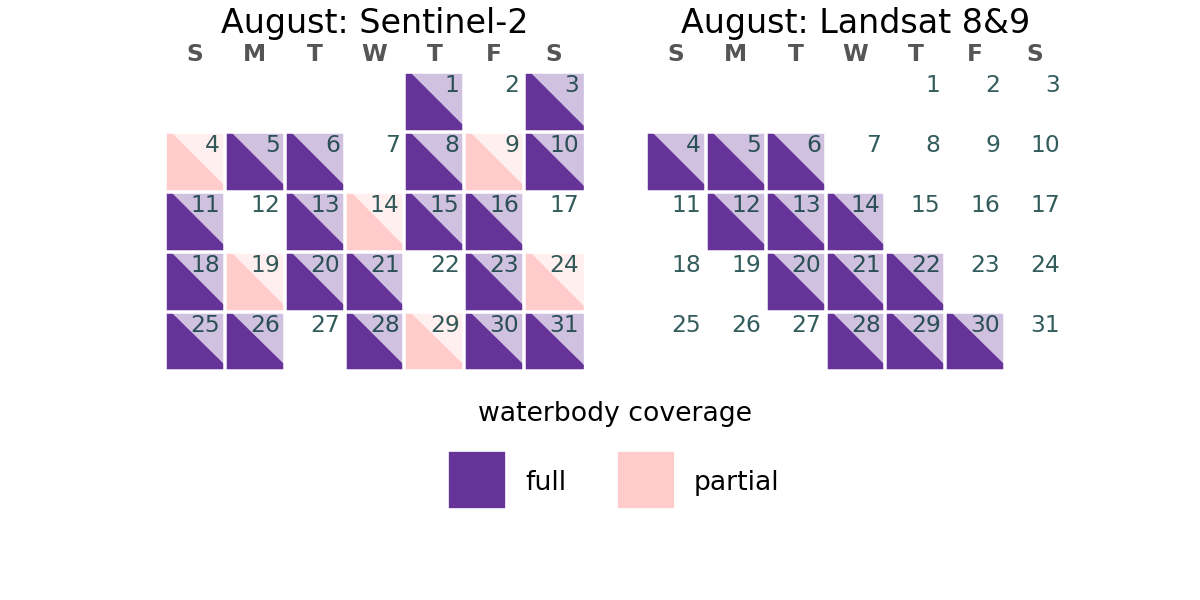 August: Sentinel-2
S M T W T F S
1 2 3
4 5 6 7 8 9 10
11 12 13 14 15 16 17
18 19 20 21 22 23 24
25 26 27 28 29 30 31
August: Landsat 8&9
S M T W T F S
1 2 3
4 5 6 7 8 9 10
11 12 13 14 15 16 17
18 19 20 21 22 23 24
25 26 27 28 29 30 31
waterbody coverage
full
partial